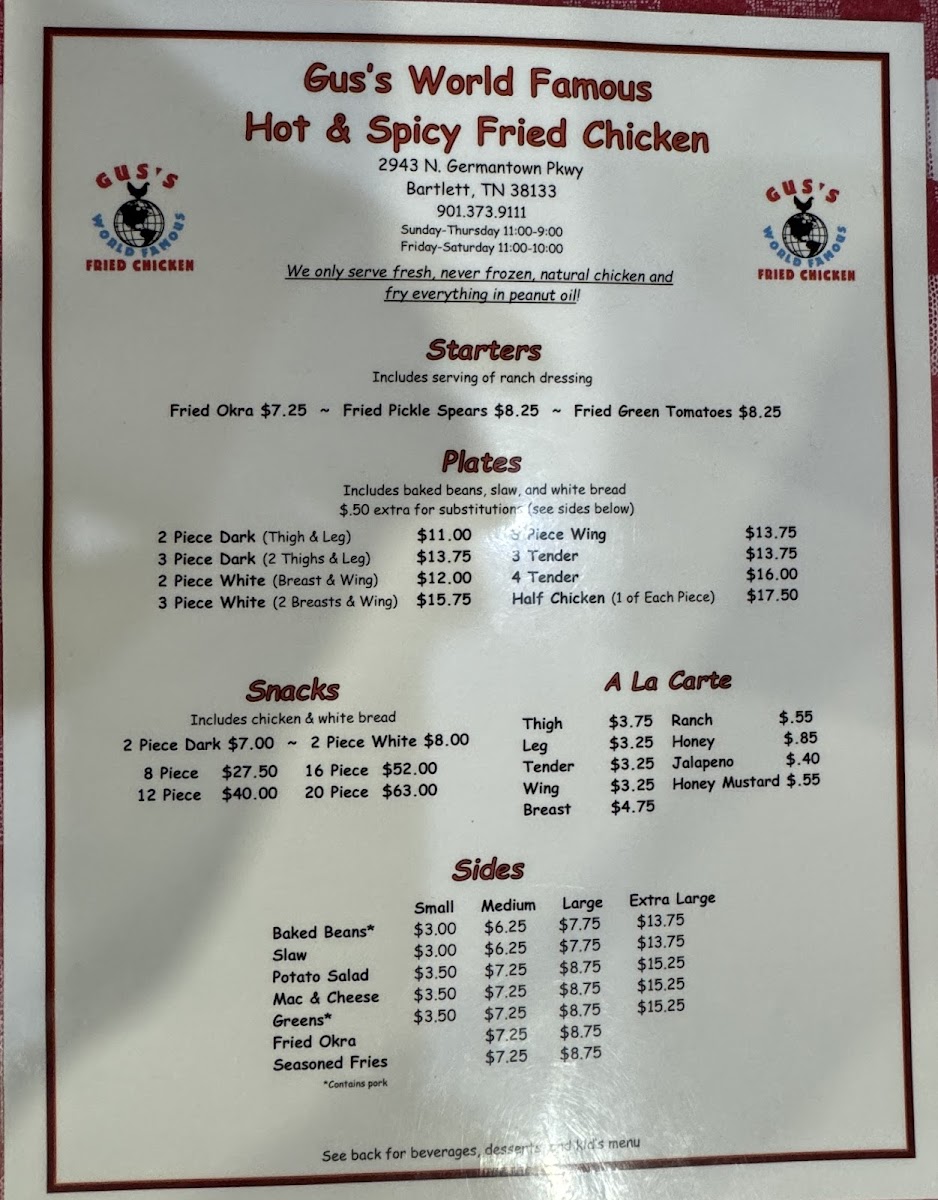 Gus's World Famous
Hot & Spicy Fried Chicken
2943 N. Germantown Pkwy
Bartlett, TN 38133
901.373.9111
Sunday-Thursday 11:00-9:00
Friday-Saturday 11:00-10:00
GUS'S
WORLD FAMOUS
FRIED CHICKEN
GUS'S
WORLD FAMOUS
FRIED CHICKEN
We only serve fresh, never frozen, natural chicken and
fry everything in peanut oil!
Starters
Includes serving of ranch dressing
Fried Okra $7.25 ~ Fried Pickle Spears $8.25 ~ Fried Green Tomatoes $8.25
Plates
Includes baked beans, slaw, and white bread
$.50 extra for substitutions (see sides below)
2 Piece Dark (Thigh & Leg) $11.00
3 Piece Dark (2 Thighs & Leg) $13.75
2 Piece White (Breast & Wing) $12.00
3 Piece White (2 Breasts & Wing) $15.75
Piece Wing $13.75
3 Tender $13.75
4 Tender $16.00
Half Chicken (1 of Each Piece) $17.50
Snacks
Includes chicken & white bread
2 Piece Dark $7.00 ~ 2 Piece White $8.00
8 Piece $27.50 16 Piece $52.00
12 Piece $40.00 20 Piece $63.00
A La Carte
Thigh $3.75 Ranch $.55
Leg $3.25 Honey $.85
Tender $3.25 Jalapeno $.40
Wing $3.25 Honey Mustard $.55
Breast $4.75
Sides
Small Medium Large Extra Large
Baked Beans* $3.00 $6.25 $7.75 $13.75
Slaw $3.00 $6.25 $7.75 $13.75
Potato Salad $3.50 $7.25 $8.75 $15.25
Mac & Cheese $3.50 $7.25 $8.75 $15.25
Greens* $3.50 $7.25 $8.75 $15.25
Fried Okra $7.25 $8.75
Seasoned Fries $7.25 $8.75
*Contains pork
See back for beverages, desserts and kid's menu